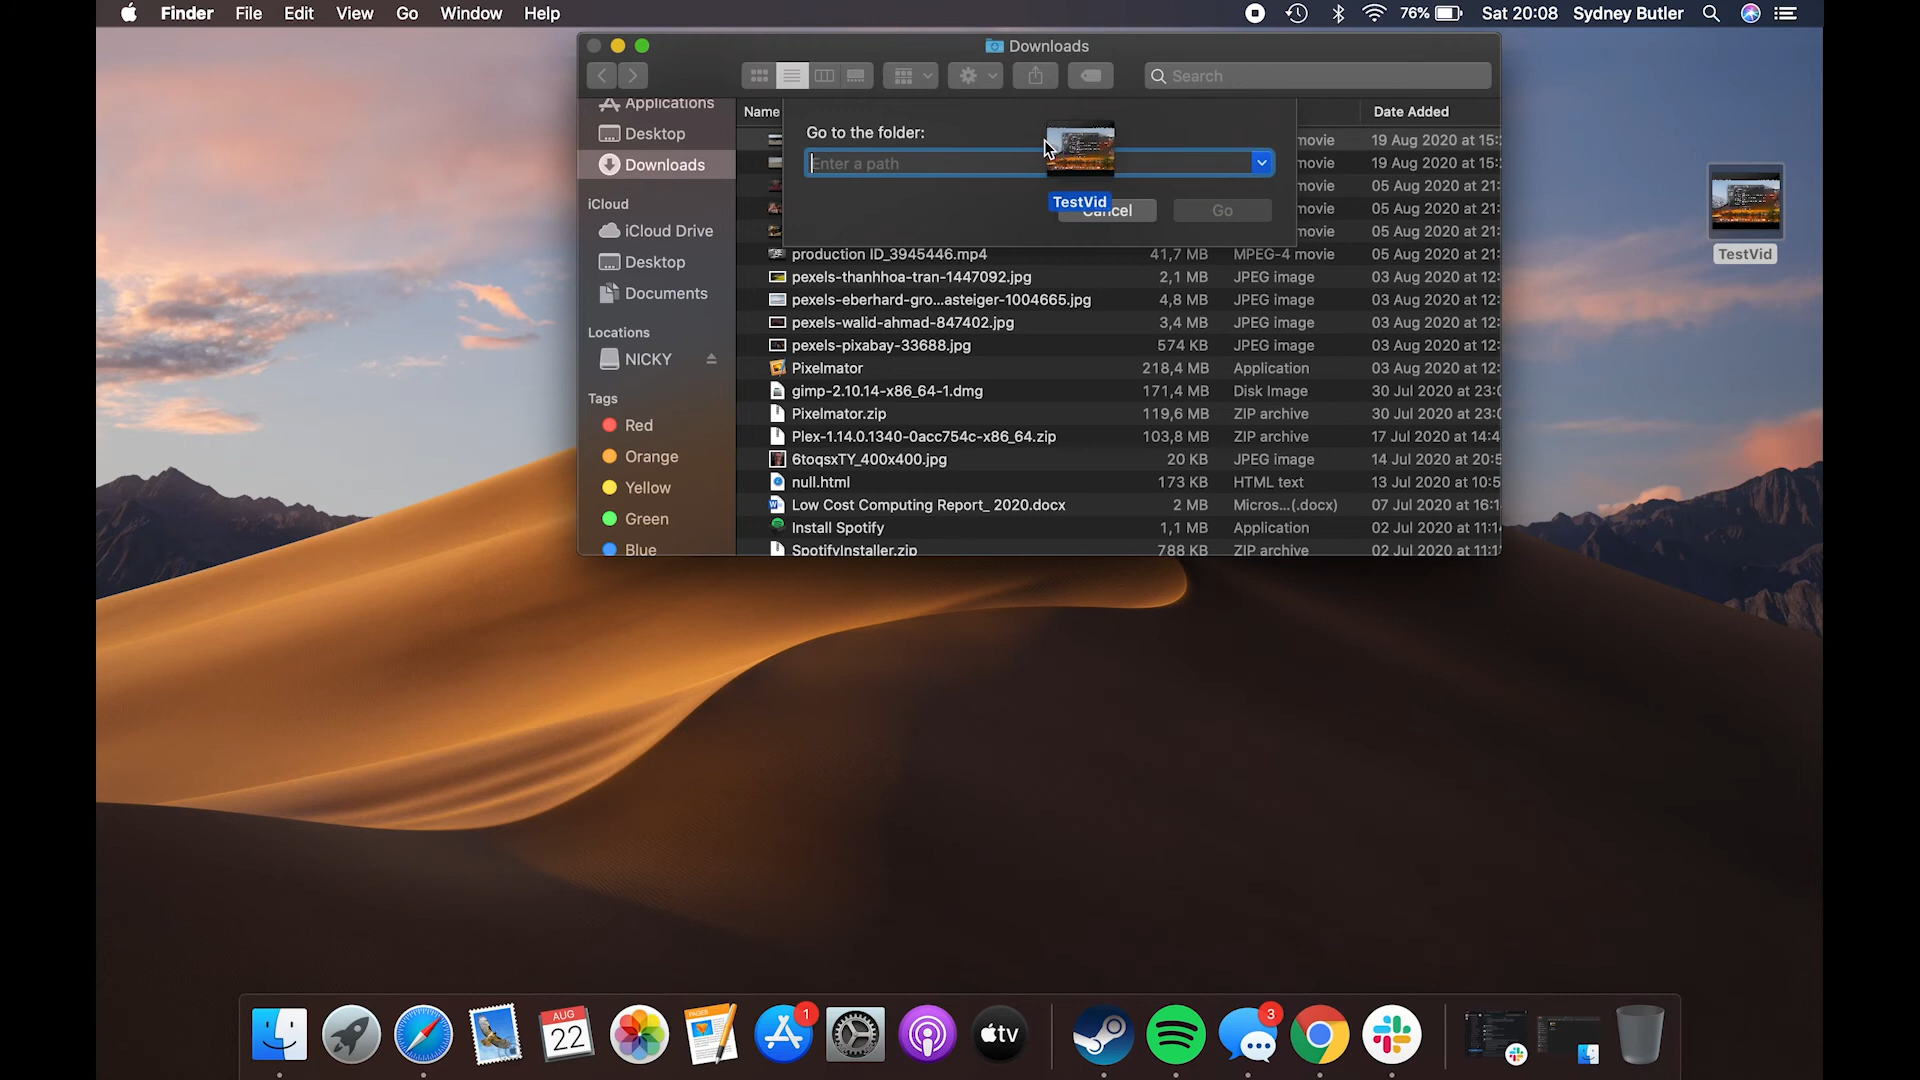 Finder File Edit View Go Window Help 76% Sat 20:08 Sydney Butler
Downloads
Search
Applications
Desktop
Downloads
iCloud
iCloud Drive
Desktop
Documents
Locations
NICKY
Tags
Red
Orange
Yellow
Green
Blue
Name Date Added
Go to the folder:
Enter a path
TestVid
Cancel Go
movie 19 Aug 2020 at 15:
movie 19 Aug 2020 at 15:
movie 05 Aug 2020 at 21:
movie 05 Aug 2020 at 21:
movie 05 Aug 2020 at 21:
production ID_3945446.mp4 41,7 MB MPEG-4 movie 05 Aug 2020 at 21:
pexels-thanhhoa-tran-1447092.jpg 2,1 MB JPEG image 03 Aug 2020 at 12:
pexels-eberhard-gro...asteiger-1004665.jpg 4,8 MB JPEG image 03 Aug 2020 at 12:
pexels-walid-ahmad-847402.jpg 3,4 MB JPEG image 03 Aug 2020 at 12:
pexels-pixabay-33688.jpg 574 KB JPEG image 03 Aug 2020 at 12:
Pixelmator 218,4 MB Application 03 Aug 2020 at 12:
gimp-2.10.14-x86_64-1.dmg 171,4 MB Disk Image 30 Jul 2020 at 23:0
Pixelmator.zip 119,6 MB ZIP archive 30 Jul 2020 at 23:0
Plex-1.14.0.1340-0acc754c-x86_64.zip 103,8 MB ZIP archive 17 Jul 2020 at 14:4
6toqsxTY_400x400.jpg 20 KB JPEG image 14 Jul 2020 at 20:5
null.html 173 KB HTML text 13 Jul 2020 at 10:5
Low Cost Computing Report_ 2020.docx 2 MB Micros...(.docx) 07 Jul 2020 at 16:1
Install Spotify 1,1 MB Application 02 Jul 2020 at 11:1
SpotifyInstaller.zip 788 KB ZIP archive 02 Jul 2020 at 11:1
TestVid
AUG
22
PAGES
1
tv
3